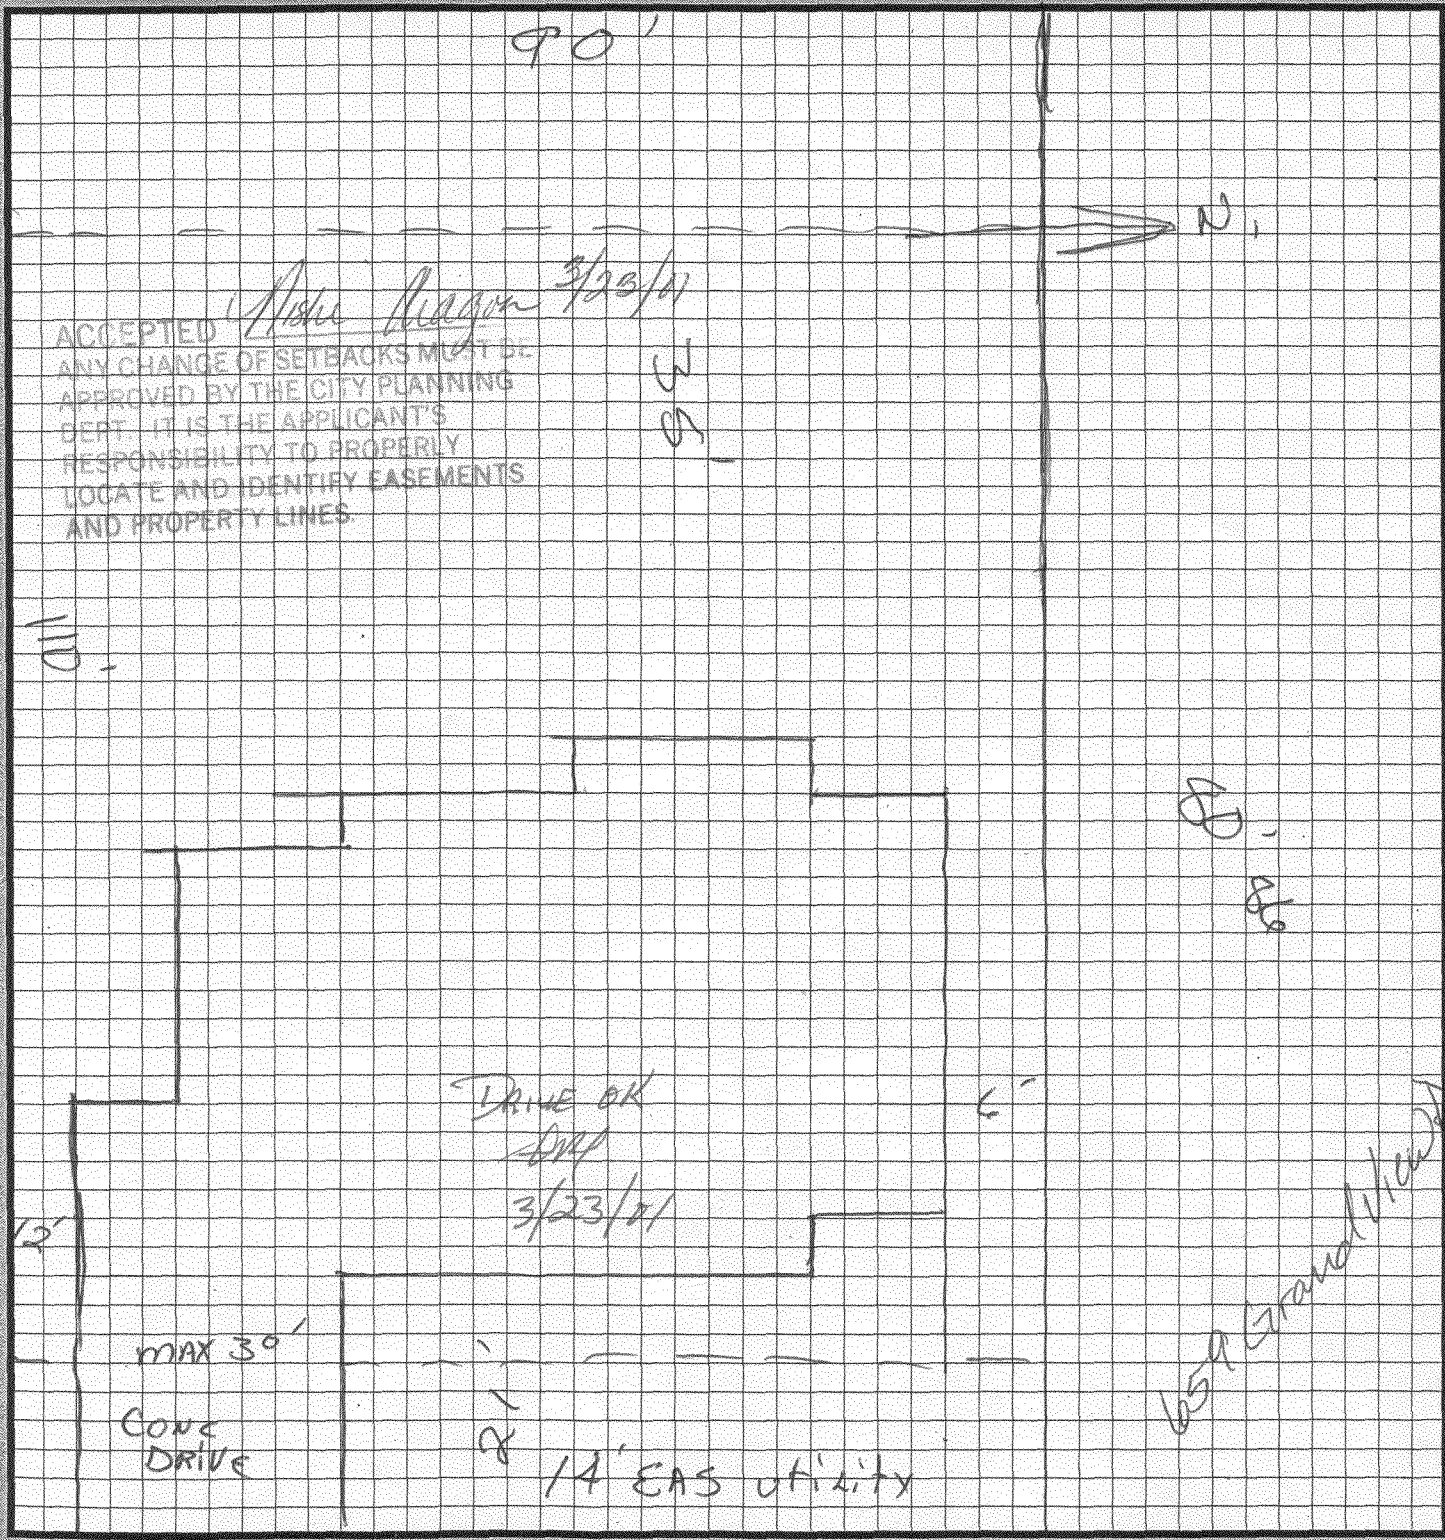 90'
N.
3/23/01
ACCEPTED
ANY CHANGE OF SETBACKS MUST BE
APPROVED BY THE CITY PLANNING
DEPT. IT IS THE APPLICANT'S
RESPONSIBILITY TO PROPERLY
LOCATE AND IDENTIFY EASEMENTS
AND PROPERTY LINES.
35'
110'
80'
86
DRIVE OK
3/23/01
6'
12'
MAX 30'
CONC
DRIVE
21'
14' EAS UTILITY
659 Grandview